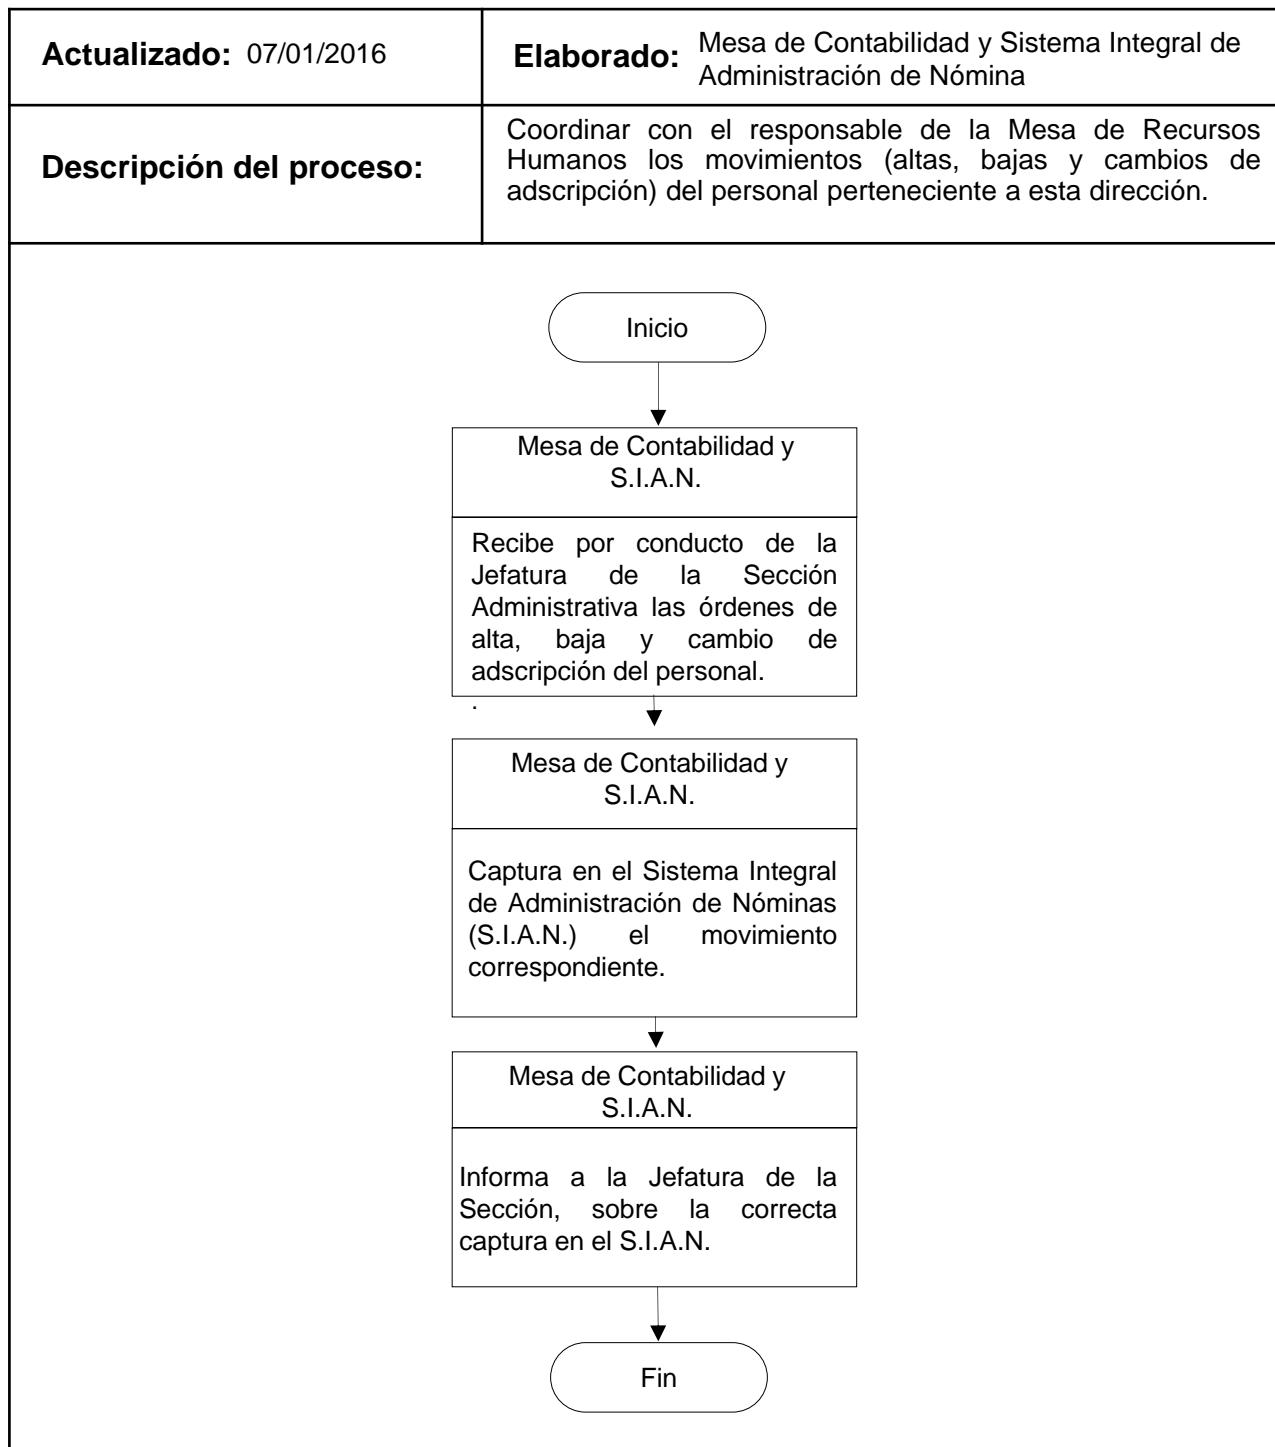 Actualizado: 07/01/2016
Elaborado: Mesa de Contabilidad y Sistema Integral de
Administración de Nómina
Descripción del proceso:
Coordinar con el responsable de la Mesa de Recursos
Humanos los movimientos (altas, bajas y cambios de
adscripción) del personal perteneciente a esta dirección.
Inicio
Mesa de Contabilidad y
S.I.A.N.
Recibe por conducto de la
Jefatura de la Sección
Administrativa las órdenes de
alta, baja y cambio de
adscripción del personal.
.
Mesa de Contabilidad y
S.I.A.N.
Captura en el Sistema Integral
de Administración de Nóminas
(S.I.A.N.) el movimiento
correspondiente.
Mesa de Contabilidad y
S.I.A.N.
Informa a la Jefatura de la
Sección, sobre la correcta
captura en el S.I.A.N.
Fin